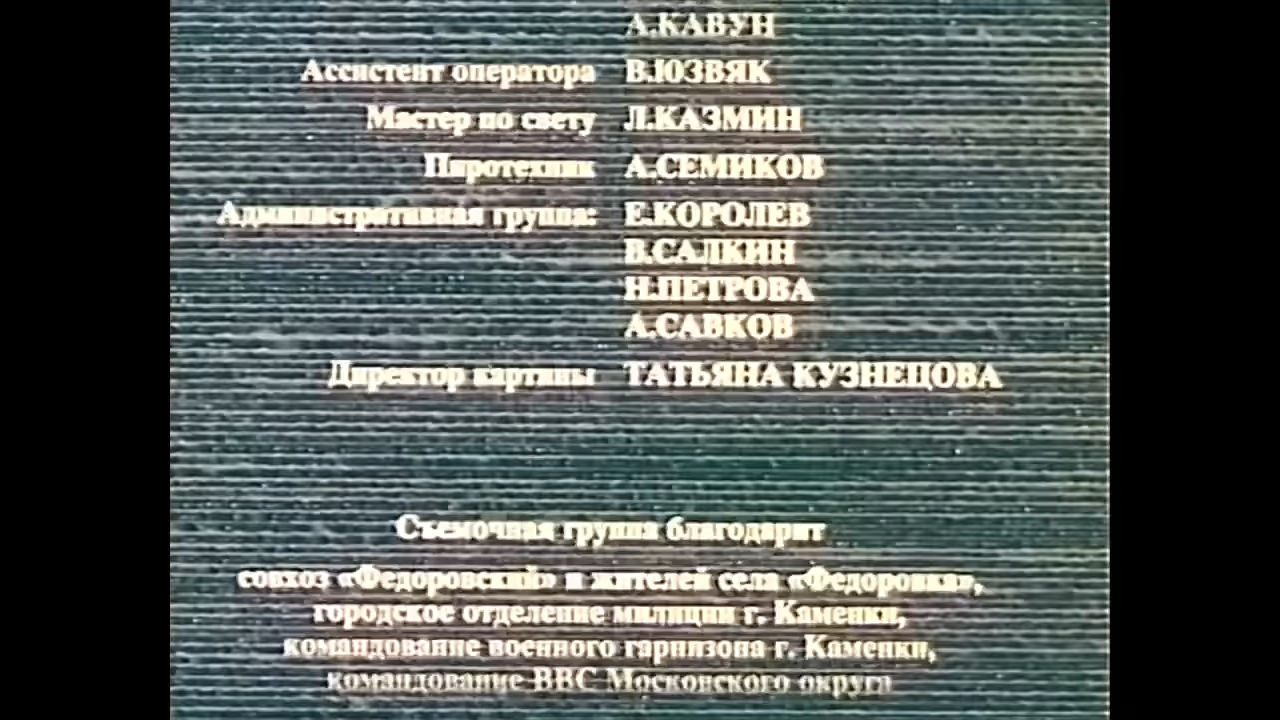 А.КАВУН
Ассистент оператора В.ЮЗВЯК
Мастер по свету Л.КАЗМИН
Пиротехник А.СЕМИКОВ
Административная группа: Е.КОРОЛЕВ
В.САЛКИН
Н.ПЕТРОВА
А.САВКОВ
Директор картины ТАТЬЯНА КУЗНЕЦОВА
Съемочная группа благодарит
совхоз «Федоровский» и жителей села «Федоровка»,
городское отделение милиции г. Каменки,
командование военного гарнизона г. Каменки,
командование ВВС Московского округа